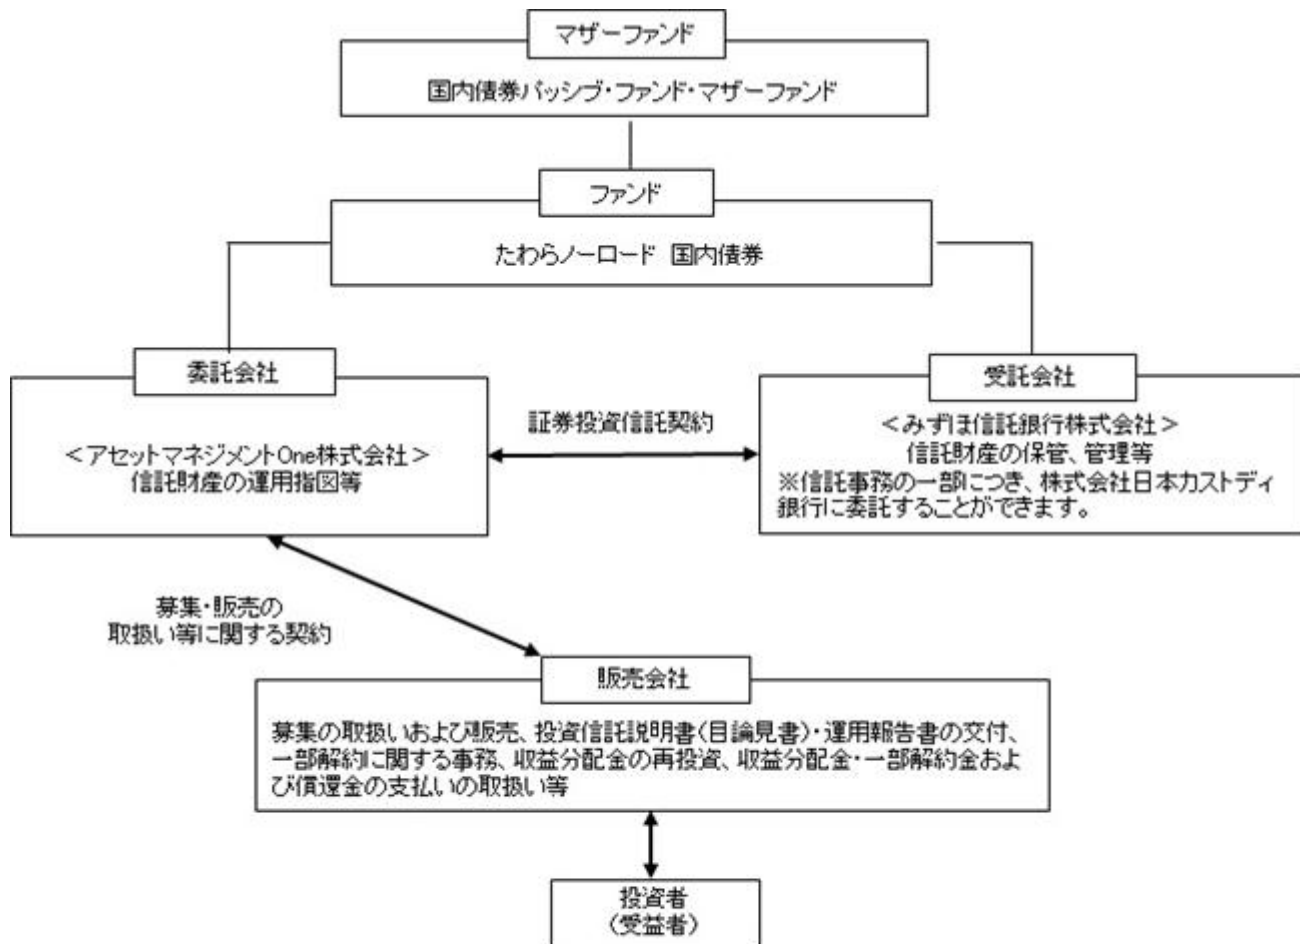 マザーファンド
国内債券パッシブ・ファンド・マザーファンド
ファンド
たわらノーロード 国内債券
委託会社
<アセットマネジメントOne株式会社>
信託財産の運用指図等
証券投資信託契約
受託会社
<みずほ信託銀行株式会社>
信託財産の保管、管理等
※信託事務の一部につき、株式会社日本カストディ
銀行に委託することができます。
募集・販売の
取扱い等に関する契約
販売会社
募集の取扱いおよび販売、投資信託説明書(目論見書)・運用報告書の交付、
一部解約に関する事務、収益分配金の再投資、収益分配金・一部解約金およ
び償還金の支払いの取扱い等
投資者
(受益者)